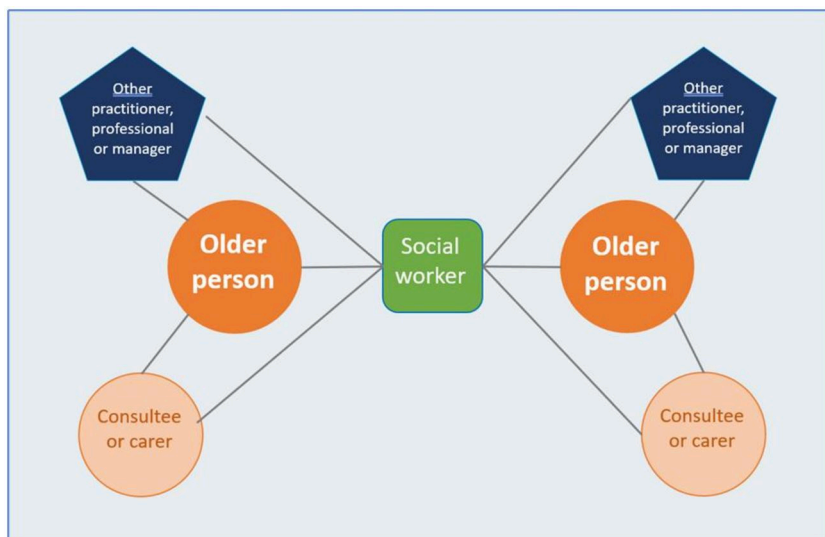 Other
practitioner,
professional
or manager
Older
person
Consultee
or carer
Social
worker
Other
practitioner,
professional
or manager
Older
person
Consultee
or carer